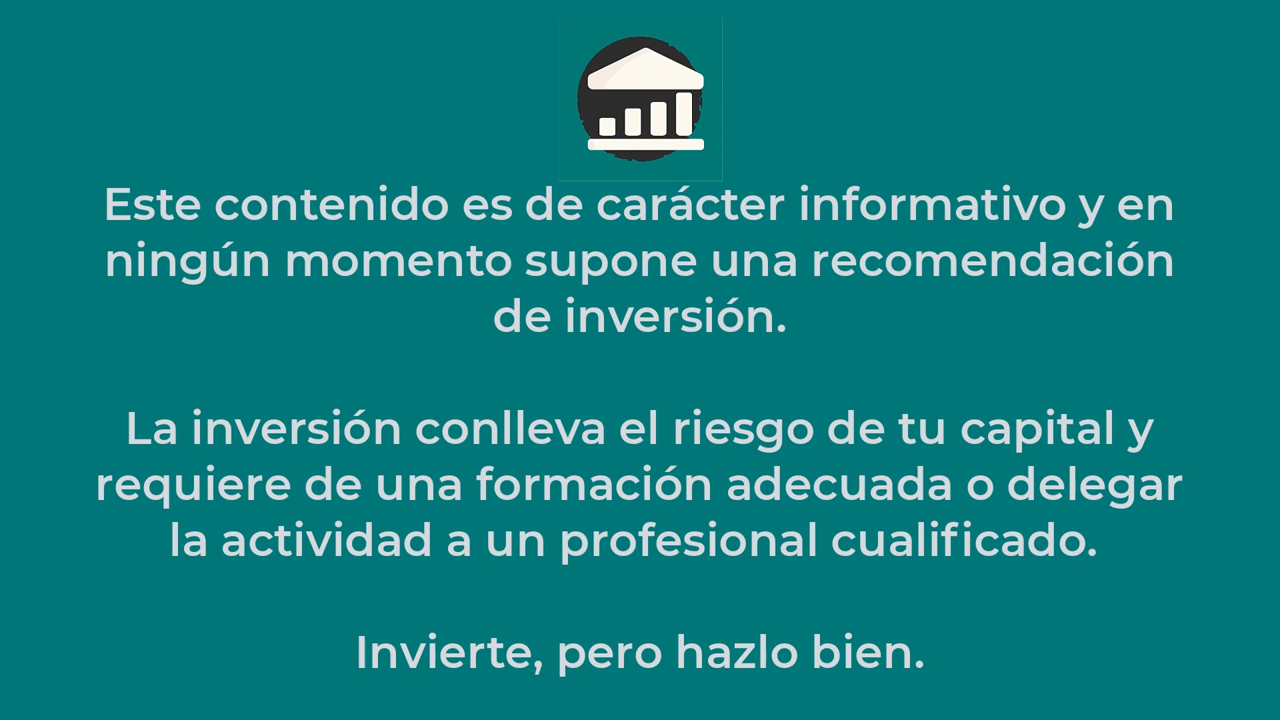 Este contenido es de carácter informativo y en
ningún momento supone una recomendación
de inversión.
La inversión conlleva el riesgo de tu capital y
requiere de una formación adecuada o delegar
la actividad a un profesional cualificado.
Invierte, pero hazlo bien.